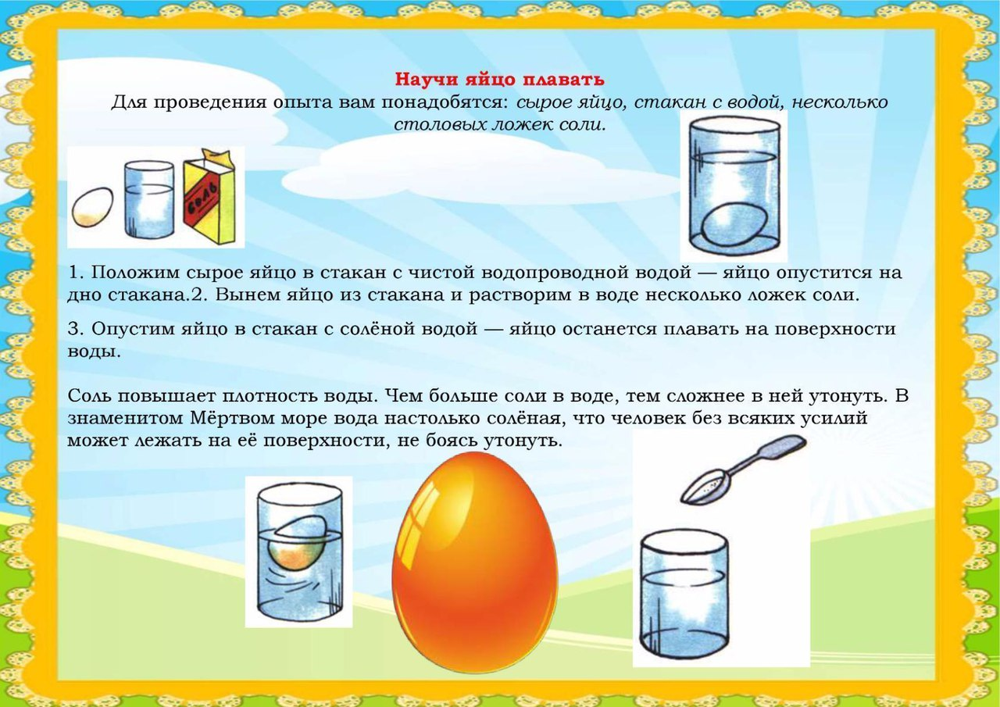 Научи яйцо плавать
Для проведения опыта вам понадобятся: сырое яйцо, стакан с водой, несколько
столовых ложек соли.
СОЛЬ
1. Положим сырое яйцо в стакан с чистой водопроводной водой — яйцо опустится на
дно стакана.2. Вынем яйцо из стакана и растворим в воде несколько ложек соли.
3. Опустим яйцо в стакан с солёной водой — яйцо останется плавать на поверхности
воды.
Соль повышает плотность воды. Чем больше соли в воде, тем сложнее в ней утонуть. В
знаменитом Мёртвом море вода настолько солёная, что человек без всяких усилий
может лежать на её поверхности, не боясь утонуть.